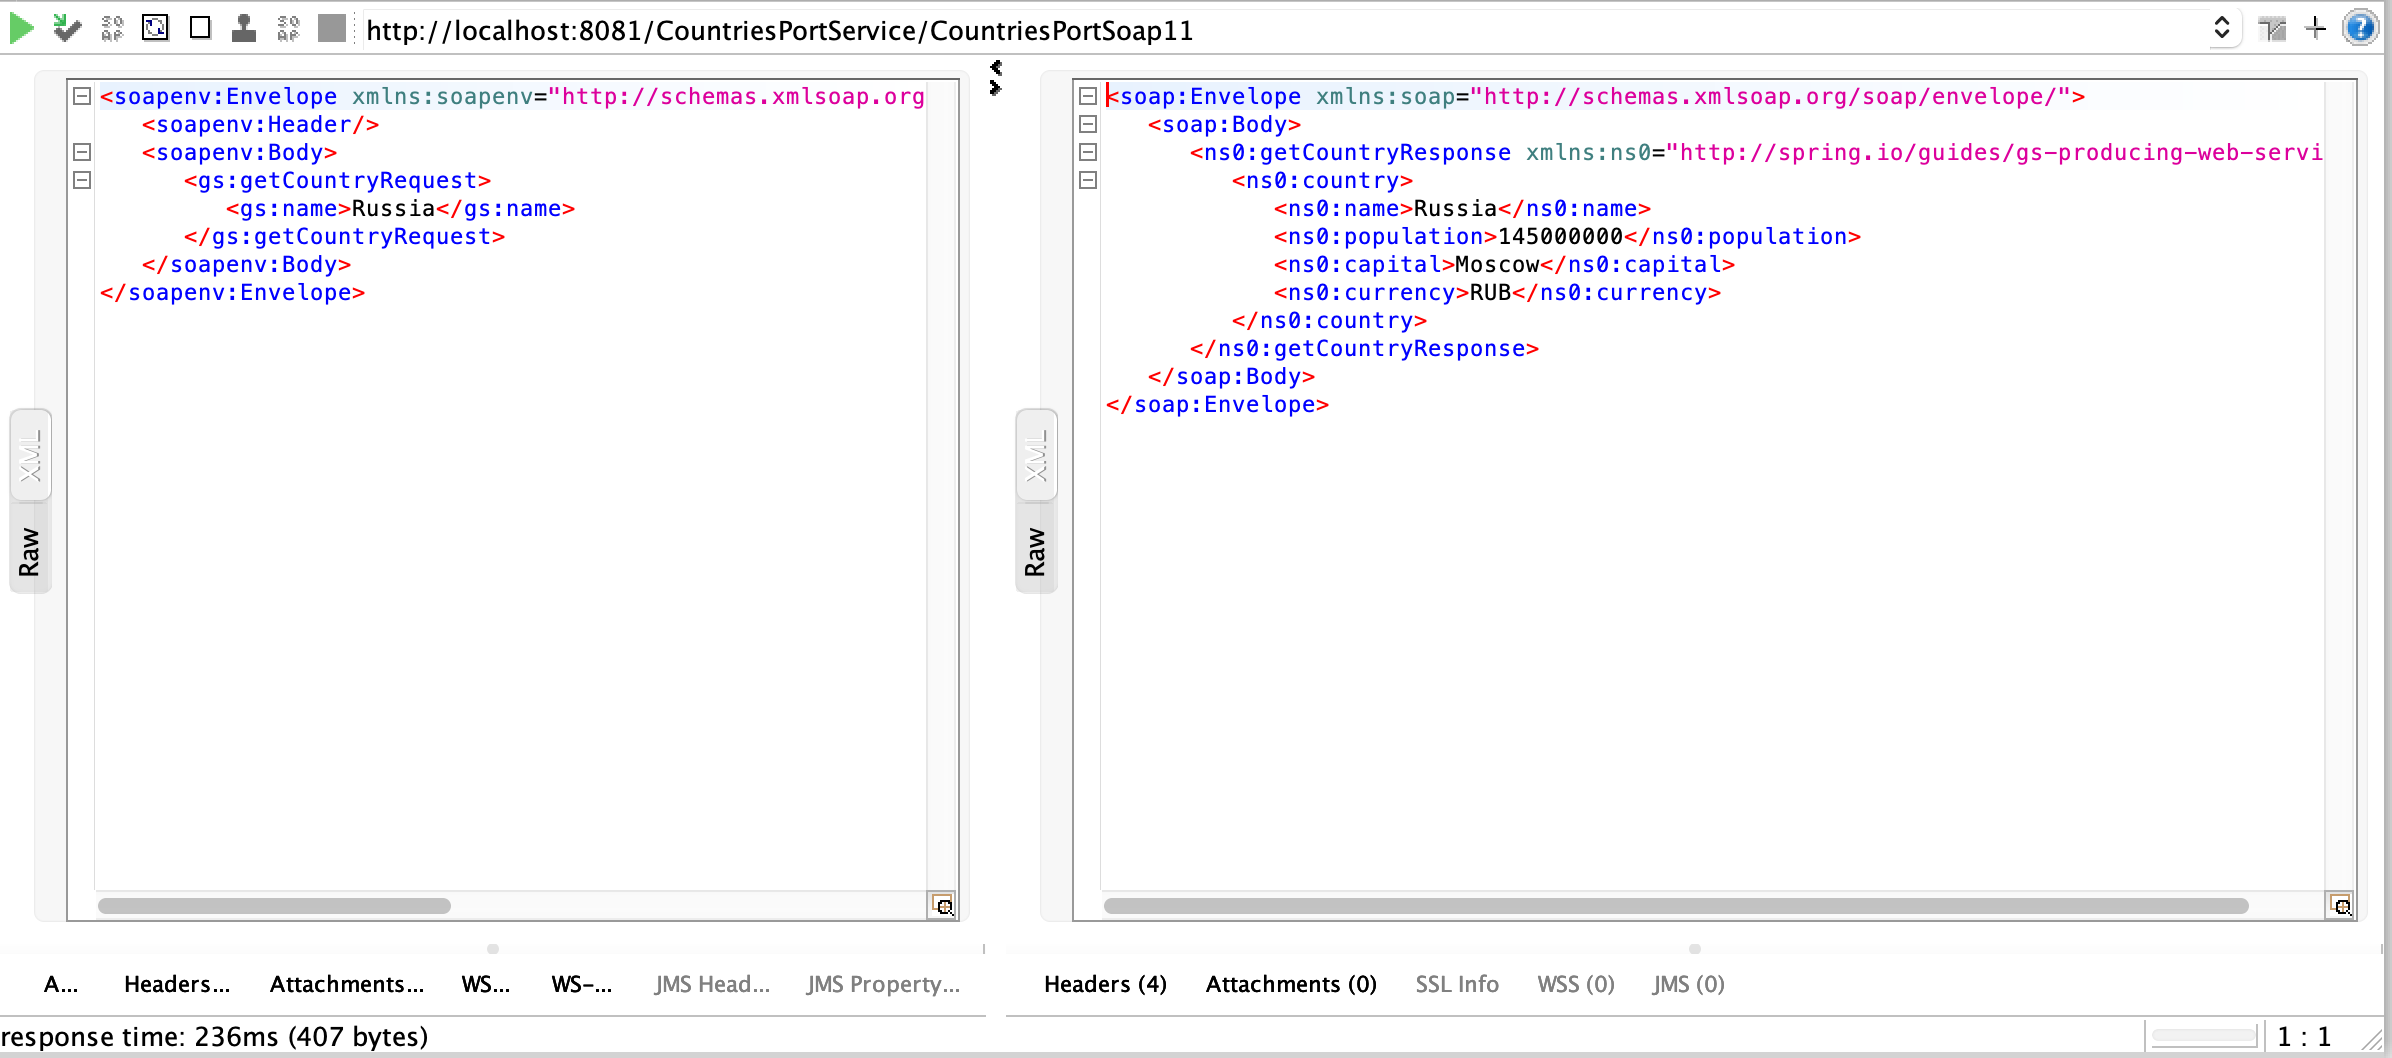 http://localhost:8081/CountriesPortService/CountriesPortSoap11
<soapenv:Envelope xmlns:soapenv="http://schemas.xmlsoap.org
<soapenv:Header/>
<soapenv:Body>
<gs:getCountryRequest>
<gs:name>Russia</gs:name>
</gs:getCountryRequest>
</soapenv:Body>
</soapenv:Envelope>
XML
Raw
<soap:Envelope xmlns:soap="http://schemas.xmlsoap.org/soap/envelope/">
<soap:Body>
<ns0:getCountryResponse xmlns:ns0="http://spring.io/guides/gs-producing-web-servi
<ns0:country>
<ns0:name>Russia</ns0:name>
<ns0:population>145000000</ns0:population>
<ns0:capital>Moscow</ns0:capital>
<ns0:currency>RUB</ns0:currency>
</ns0:country>
</ns0:getCountryResponse>
</soap:Body>
</soap:Envelope>
XML
Raw
A... Headers... Attachments... WS... WS-... JMS Head... JMS Property...
Headers (4) Attachments (0) SSL Info WSS (0) JMS (0)
response time: 236ms (407 bytes)
1 : 1